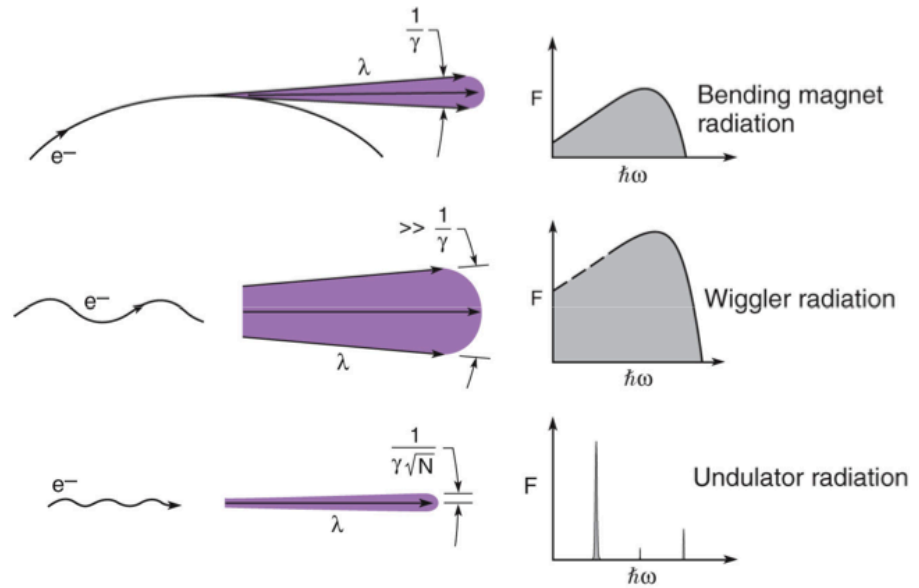 1/γ
λ
e−
F
ħω
Bending magnet
radiation
>> 1/γ
e−
λ
F
ħω
Wiggler radiation
1/γ√N
e−
λ
F
ħω
Undulator radiation